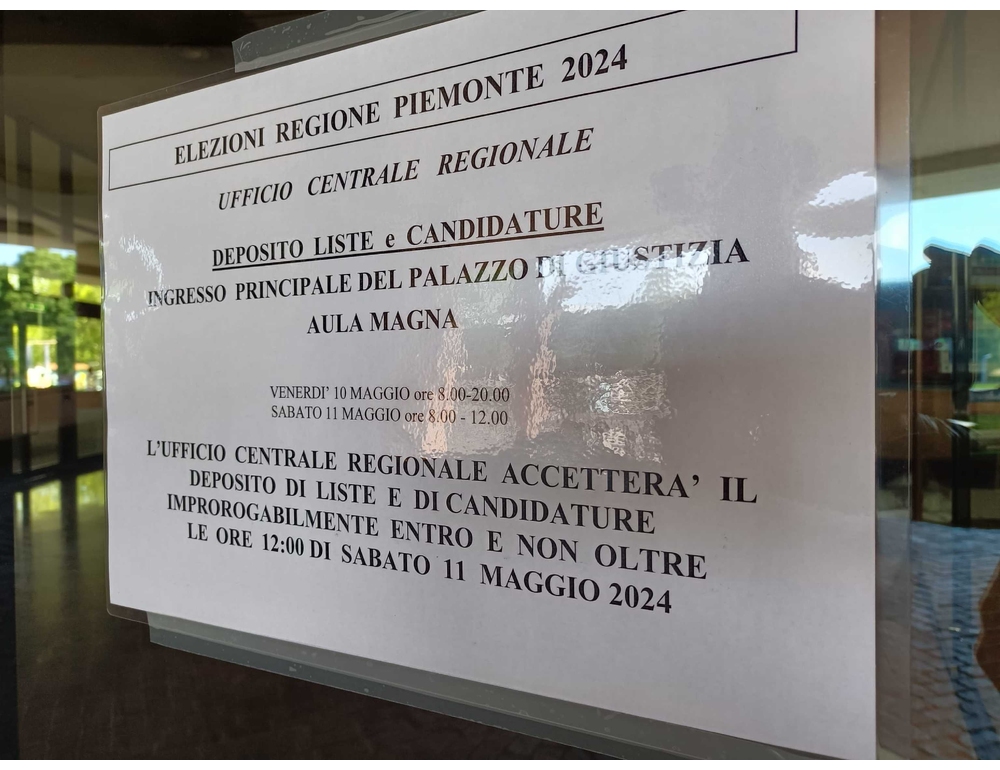 ELEZIONI REGIONE PIEMONTE 2024
UFFICIO CENTRALE REGIONALE
DEPOSITO LISTE e CANDIDATURE
INGRESSO PRINCIPALE DEL PALAZZO DI GIUSTIZIA
AULA MAGNA
VENERDI' 10 MAGGIO ore 8.00-20.00
SABATO 11 MAGGIO ore 8.00 - 12.00
L'UFFICIO CENTRALE REGIONALE ACCETTERA' IL
DEPOSITO DI LISTE E DI CANDIDATURE
IMPROROGABILMENTE ENTRO E NON OLTRE
LE ORE 12:00 DI SABATO 11 MAGGIO 2024